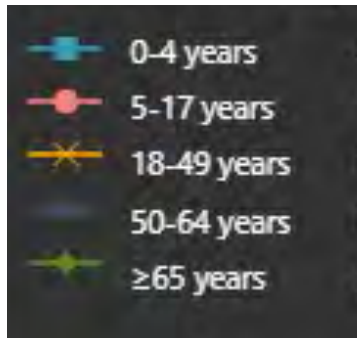 0-4 years
5-17 years
18-49 years
50-64 years
≥65 years